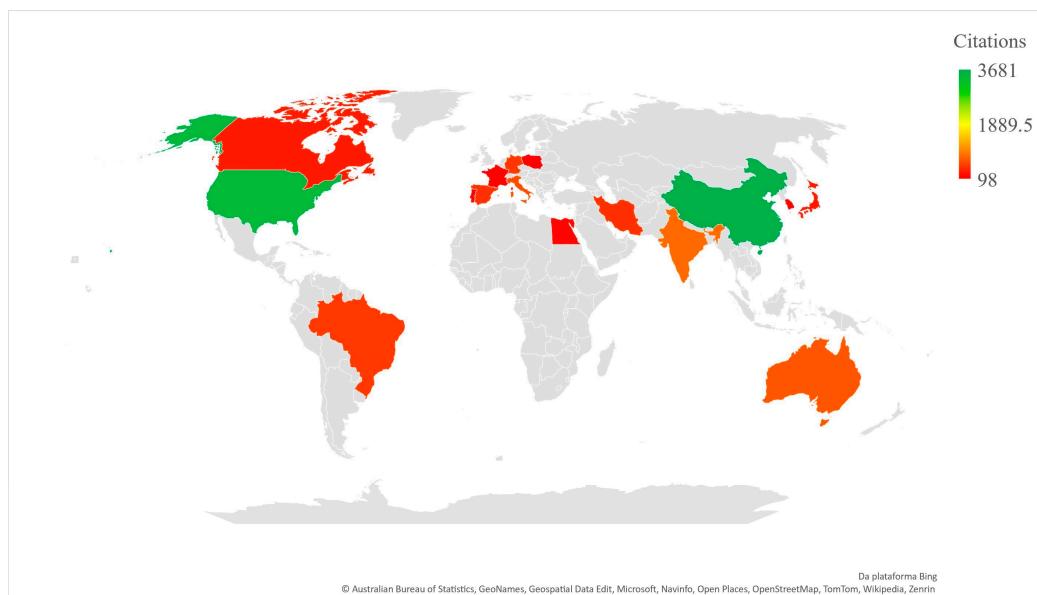 Citations
3681
1889.5
98
Da plataforma Bing
© Australian Bureau of Statistics, GeoNames, Geospatial Data Edit, Microsoft, Navinfo, Open Places, OpenStreetMap, TomTom, Wikipedia, Zenrin